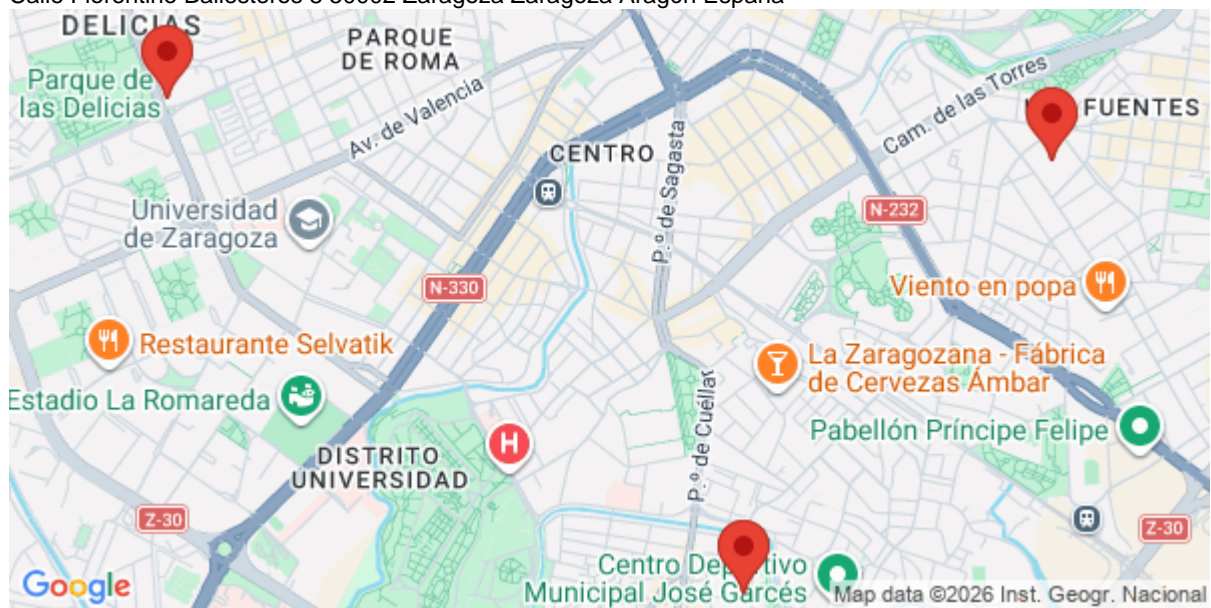 DELICIAS
PARQUE
DE ROMA
Parque de
las Delicias
Av. de Valencia
CENTRO
P.º de Sagasta
Cam. de las Torres
FUENTES
Universidad
de Zaragoza
N-232
N-330
Viento en popa
Restaurante Selvatik
La Zaragozana - Fábrica
de Cervezas Ámbar
Estadio La Romareda
P.º de Cuéllar
Pabellón Príncipe Felipe
H
DISTRITO
UNIVERSIDAD
Z-30
Z-30
Centro Deportivo
Municipal José Garcés
Google
Map data ©2026 Inst. Geogr. Nacional